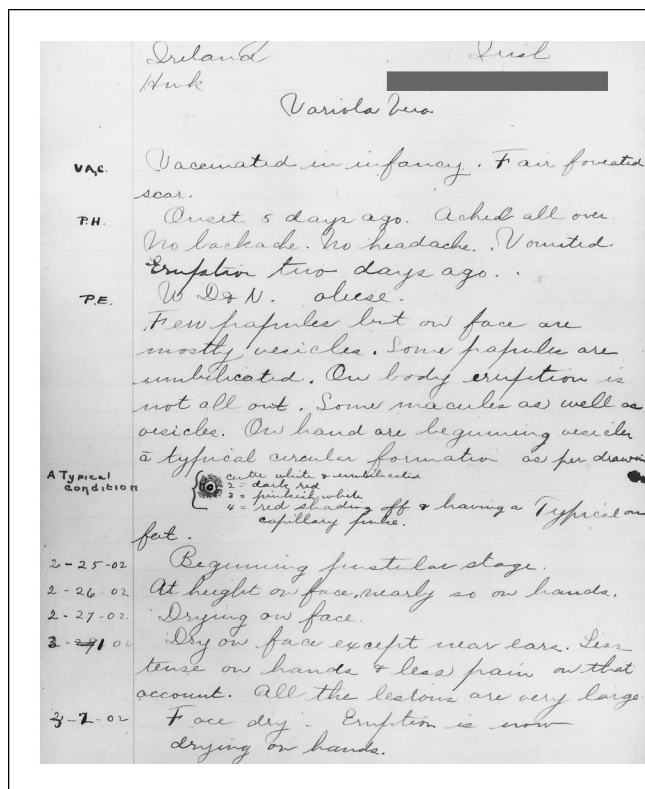 Ireland Irish
Variola Vera
VAC. Vaccinated in infancy. Fair foveated
scar.
P.H. Onset 5 days ago. Ached all over.
No backache. No headache. Vomited.
Eruption two days ago.
P.E. W D & N. obese.
Few papules but on face are
mostly vesicles. Some papules are
umbilicated. On body eruption is
not all out. Some macules as well as
vesicles. On hand are beginning vesicles
c̄ typical circular formation as per drawin
A Typical condition
centre white & umbilicated
2 = dark red
3 = pinkish white
4 = red shading off & having a Typical on
capillary pulse.
feet.
2-25-02 Beginning pustular stage.
2-26-02 At height on face, nearly so on hands.
2-27-02 Drying on face.
3-1-02 Dry on face except near ears. Less
tense on hands & less pain on that
account. All the lesions are very large
3-2-02 Face dry - Eruption is now
drying on hands.